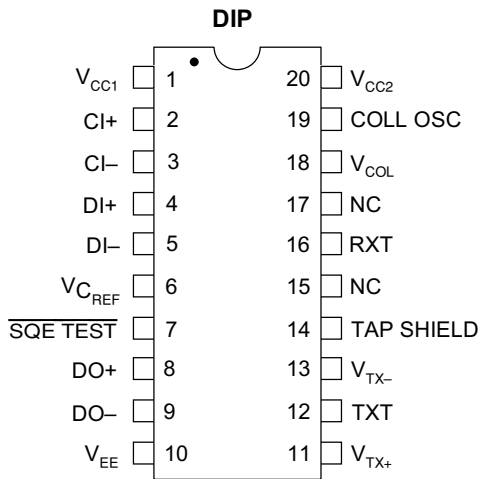 DIP
VCC1 1 20 VCC2
CI+ 2 19 COLL OSC
CI– 3 18 VCOL
DI+ 4 17 NC
DI– 5 16 RXT
VCREF 6 15 NC
SQE TEST 7 14 TAP SHIELD
DO+ 8 13 VTX–
DO– 9 12 TXT
VEE 10 11 VTX+